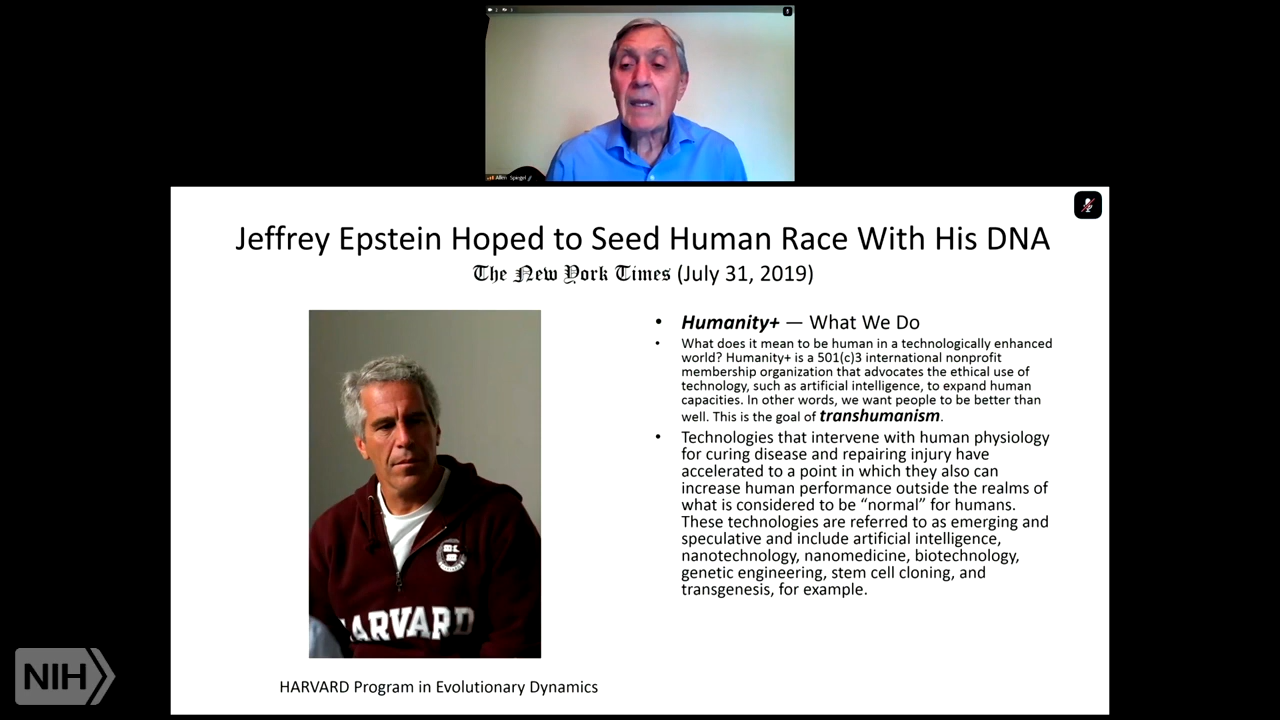 Allen Spiegel
Jeffrey Epstein Hoped to Seed Human Race With His DNA
The New York Times (July 31, 2019)
• Humanity+ — What We Do
• What does it mean to be human in a technologically enhanced
world? Humanity+ is a 501(c)3 international nonprofit
membership organization that advocates the ethical use of
technology, such as artificial intelligence, to expand human
capacities. In other words, we want people to be better than
well. This is the goal of transhumanism.
• Technologies that intervene with human physiology
for curing disease and repairing injury have
accelerated to a point in which they also can
increase human performance outside the realms of
what is considered to be “normal” for humans.
These technologies are referred to as emerging and
speculative and include artificial intelligence,
nanotechnology, nanomedicine, biotechnology,
genetic engineering, stem cell cloning, and
transgenesis, for example.
ARVARD
HARVARD Program in Evolutionary Dynamics
NIH